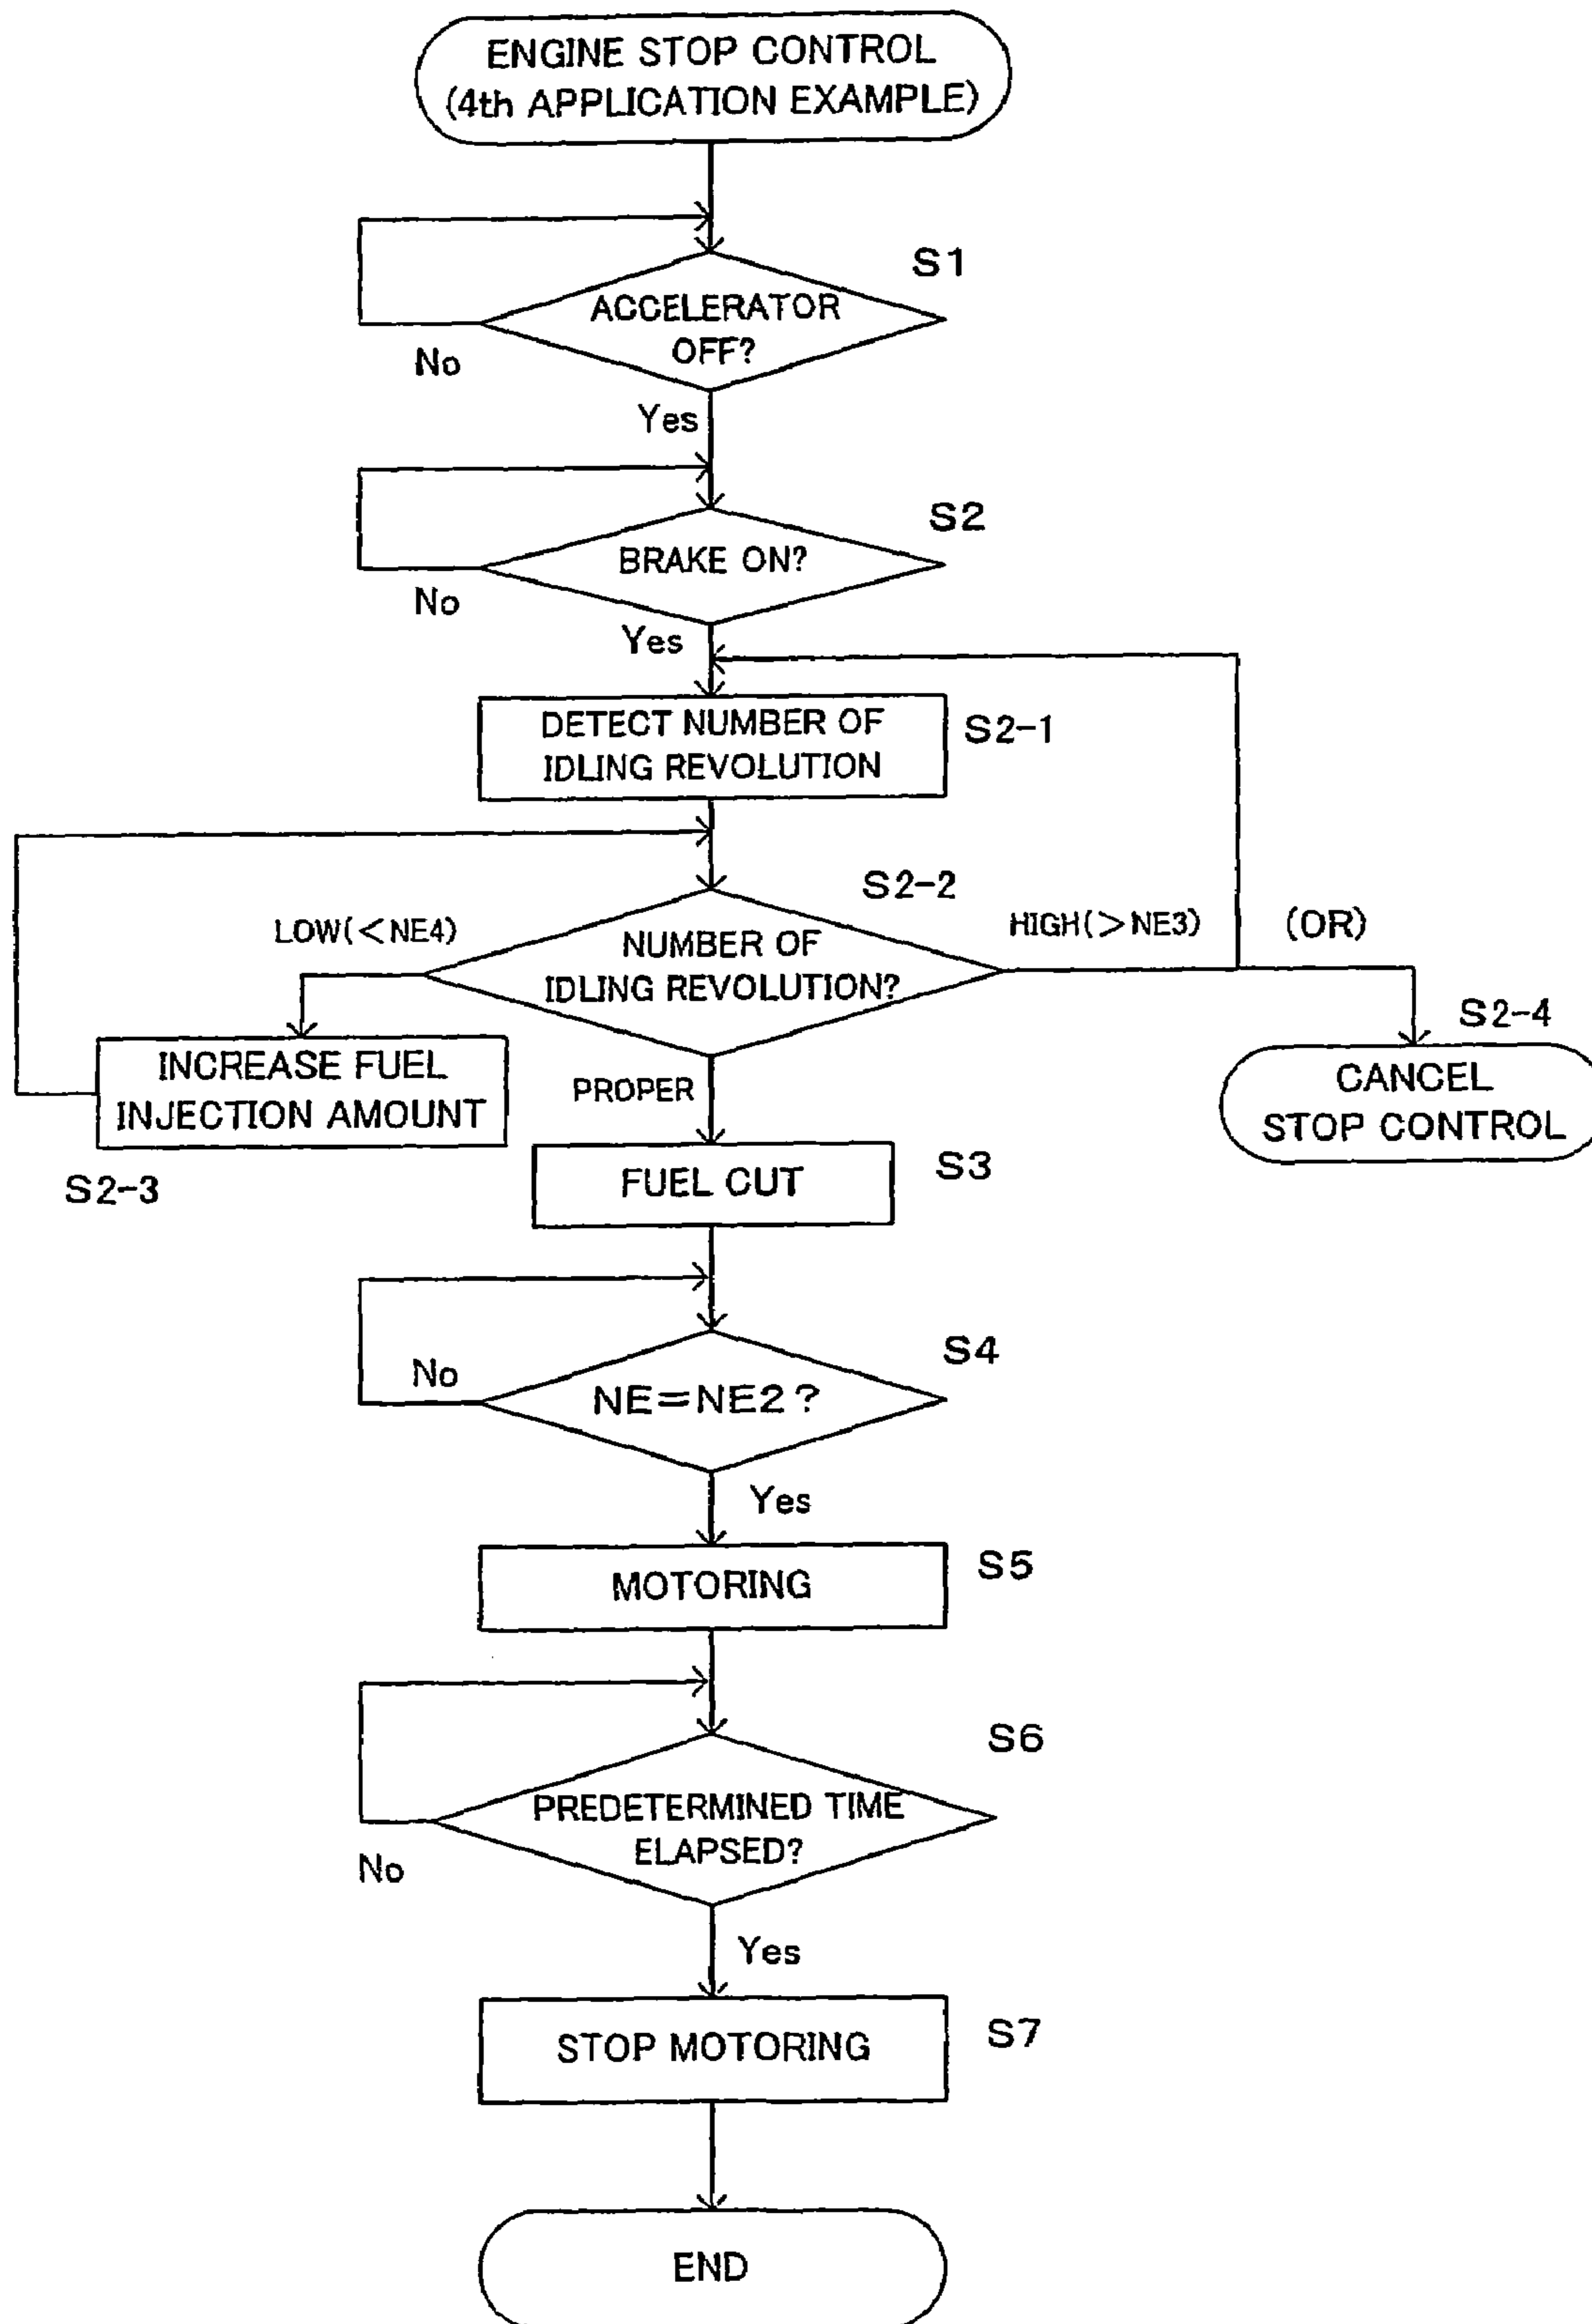 ENGINE STOP CONTROL
(4th APPLICATION EXAMPLE)
S1
ACCELERATOR
OFF?
No
Yes
S2
BRAKE ON?
No
Yes
DETECT NUMBER OF
IDLING REVOLUTION
S2-1
S2-2
LOW(<NE4)
NUMBER OF
IDLING REVOLUTION?
HIGH(>NE3)
(OR)
S2-4
INCREASE FUEL
INJECTION AMOUNT
PROPER
CANCEL
STOP CONTROL
S2-3
FUEL CUT
S3
S4
No
NE=NE2?
Yes
MOTORING
S5
S6
PREDETERMINED TIME
ELAPSED?
No
Yes
STOP MOTORING
S7
END